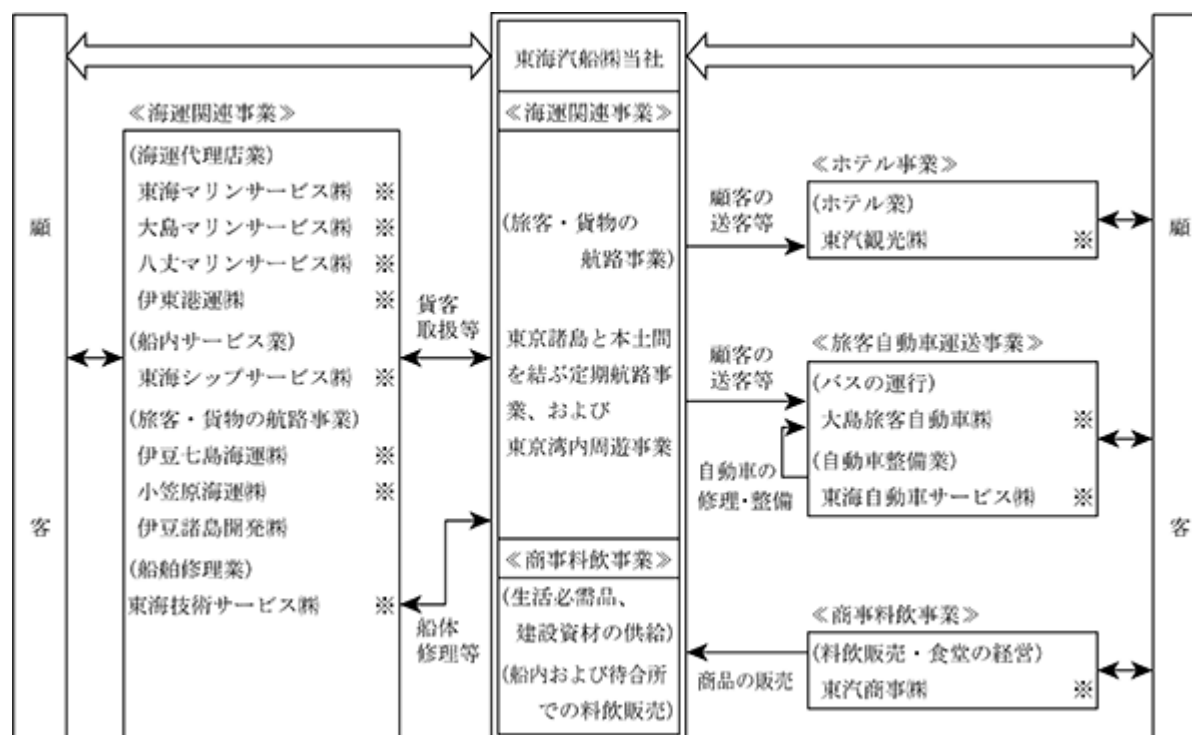 顧
客
≪海運関連事業≫
(海運代理店業)
東海マリンサービス㈱ ※
大島マリンサービス㈱ ※
八丈マリンサービス㈱ ※
伊東港運㈱ ※
(船内サービス業)
東海シップサービス㈱ ※
(旅客・貨物の航路事業)
伊豆七島海運㈱ ※
小笠原海運㈱ ※
伊豆諸島開発㈱
(船舶修理業)
東海技術サービス㈱ ※
貨客
取扱等
船体
修理等
東海汽船㈱当社
≪海運関連事業≫
(旅客・貨物の
航路事業)
東京諸島と本土間
を結ぶ定期航路事
業、および
東京湾内周遊事業
≪商事料飲事業≫
(生活必需品、
建設資材の供給)
(船内および待合所
での料飲販売)
顧客の
送客等
顧客の
送客等
自動車の
修理・整備
商品の販売
≪ホテル事業≫
(ホテル業)
東汽観光㈱ ※
≪旅客自動車運送事業≫
(バスの運行)
大島旅客自動車㈱ ※
(自動車整備業)
東海自動車サービス㈱ ※
≪商事料飲事業≫
(料飲販売・食堂の経営)
東汽商事㈱ ※
顧
客